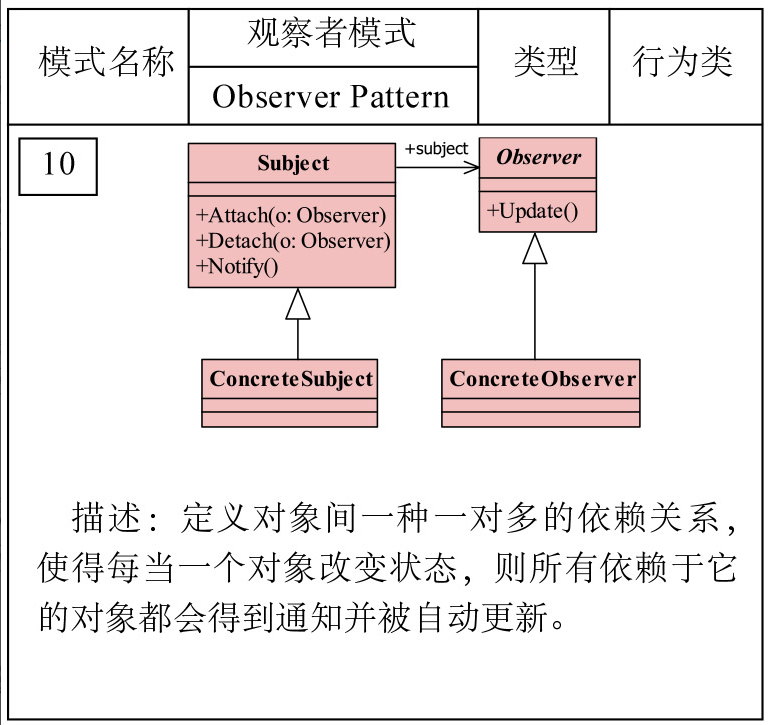 模式名称
观察者模式
Observer Pattern
类型
行为类
10
Subject
+Attach(o: Observer)
+Detach(o: Observer)
+Notify()
+subject
Observer
+Update()
ConcreteSubject
ConcreteObserver
描述：定义对象间一种一对多的依赖关系，
使得每当一个对象改变状态，则所有依赖于它
的对象都会得到通知并被自动更新。